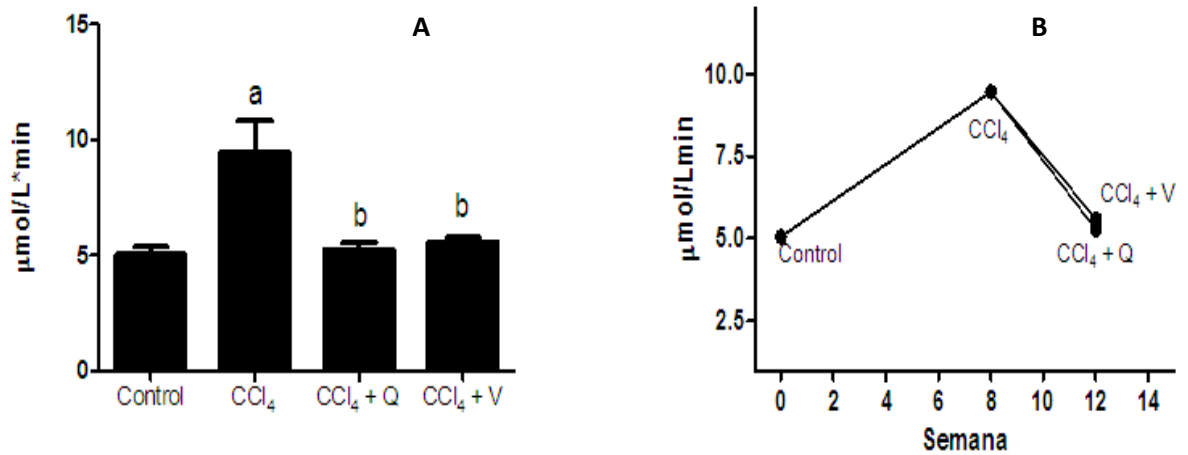 A
µmol/L*min
15
10
5
0
a
b
b
Control
CCl₄
CCl₄ + Q
CCl₄ + V
B
µmol/Lmin
10.0
7.5
5.0
2.5
Control
CCl₄
CCl₄ + V
CCl₄ + Q
0 2 4 6 8 10 12 14
Semana